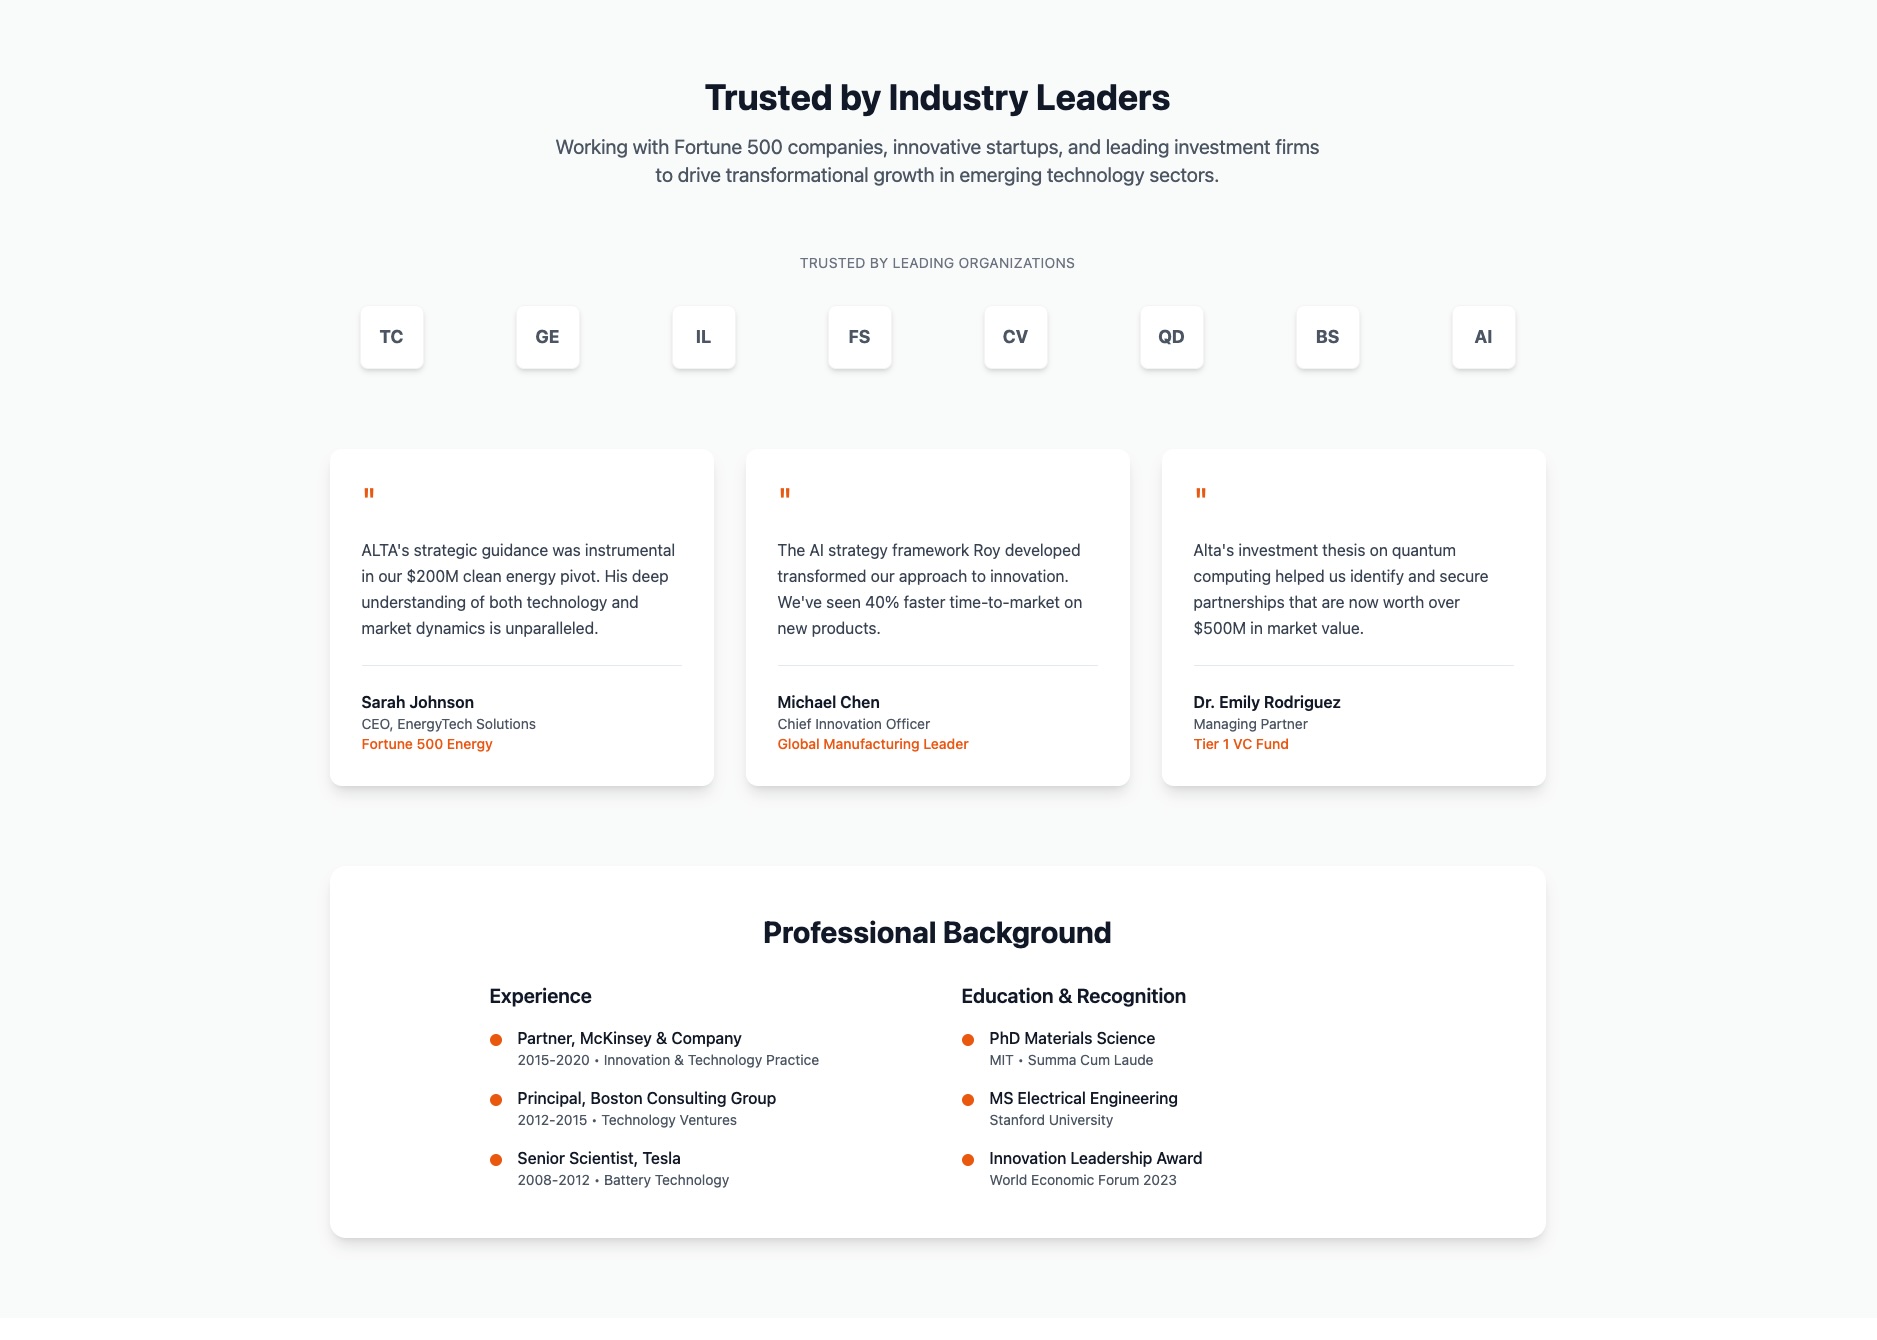 Trusted by Industry Leaders
Working with Fortune 500 companies, innovative startups, and leading investment firms
to drive transformational growth in emerging technology sectors.
TRUSTED BY LEADING ORGANIZATIONS
TC
GE
IL
FS
CV
QD
BS
AI
"
ALTA's strategic guidance was instrumental
in our $200M clean energy pivot. His deep
understanding of both technology and
market dynamics is unparalleled.
Sarah Johnson
CEO, EnergyTech Solutions
Fortune 500 Energy
"
The AI strategy framework Roy developed
transformed our approach to innovation.
We've seen 40% faster time-to-market on
new products.
Michael Chen
Chief Innovation Officer
Global Manufacturing Leader
"
Alta's investment thesis on quantum
computing helped us identify and secure
partnerships that are now worth over
$500M in market value.
Dr. Emily Rodriguez
Managing Partner
Tier 1 VC Fund
Professional Background
Experience
Partner, McKinsey & Company
2015-2020 • Innovation & Technology Practice
Principal, Boston Consulting Group
2012-2015 • Technology Ventures
Senior Scientist, Tesla
2008-2012 • Battery Technology
Education & Recognition
PhD Materials Science
MIT • Summa Cum Laude
MS Electrical Engineering
Stanford University
Innovation Leadership Award
World Economic Forum 2023